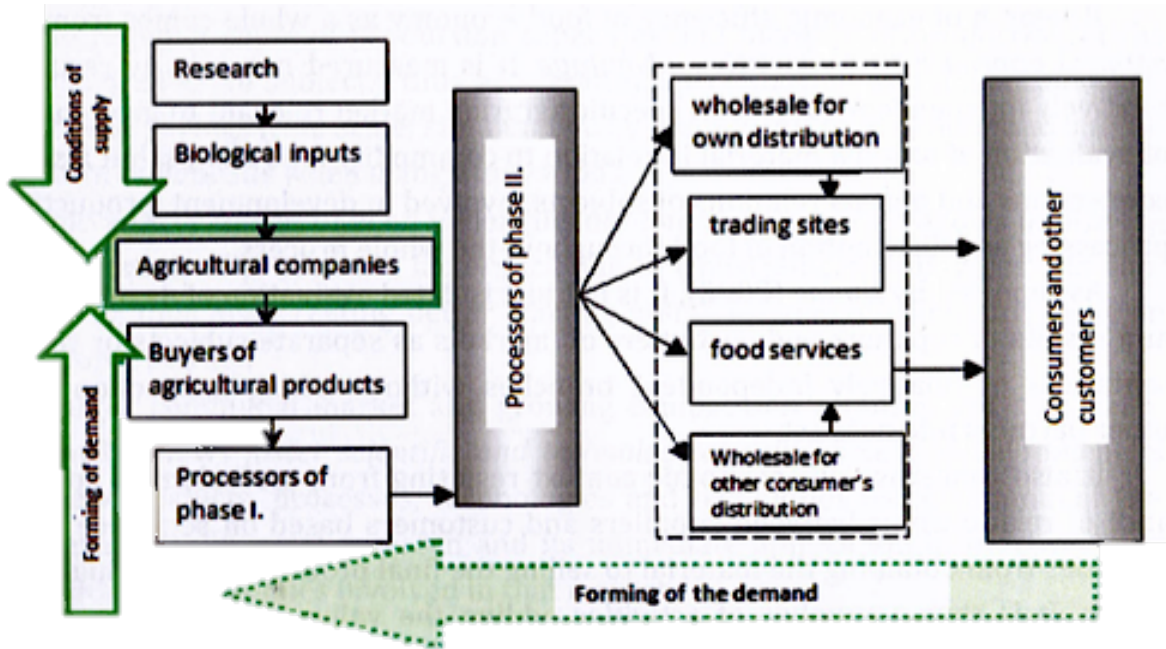 Conditions of
supply
Forming of demand
Research
Biological inputs
Agricultural companies
Buyers of
agricultural products
Processors of
phase I.
Processors of phase II.
wholesale for
own distribution
trading sites
food services
Wholesale for
other consumer's
distribution
Consumers and other
customers
Forming of the demand